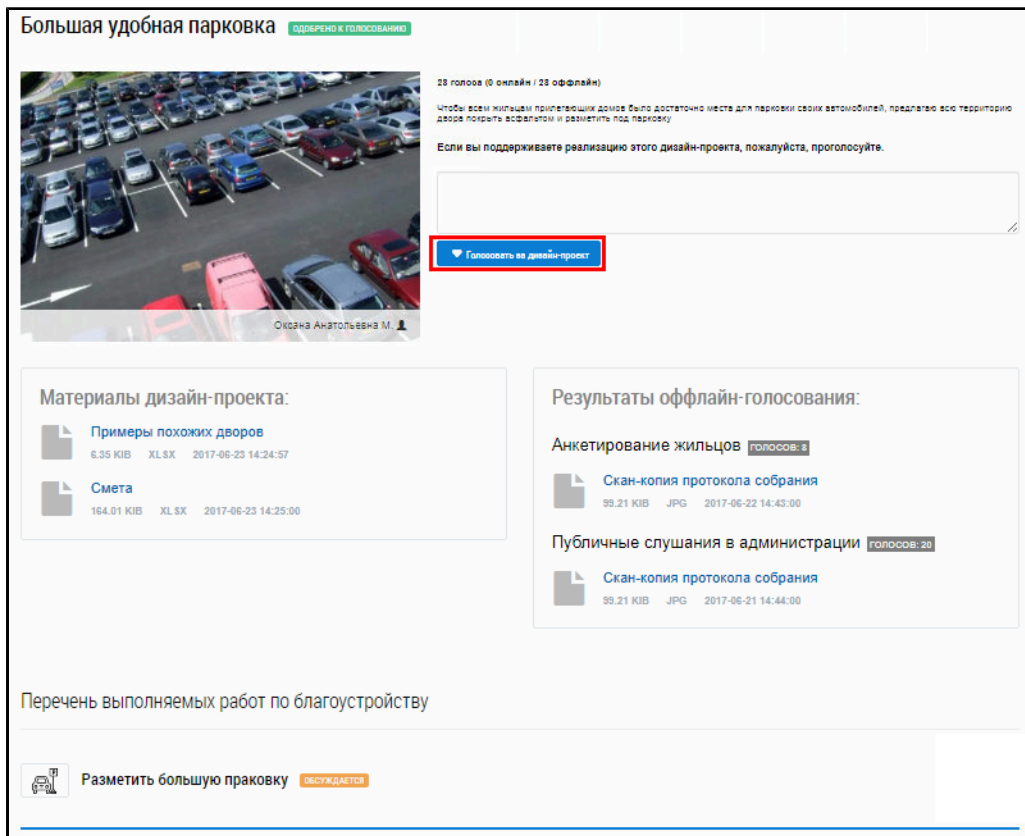 Большая удобная парковка ОДОБРЕНО К ГОЛОСОВАНИЮ
28 голоса (0 онлайн / 28 оффлайн)
Чтобы всем жильцам прилегающих домов было достаточно места для парковки своих автомобилей, предлагаю всю территорию
двора покрыть асфальтом и разметить под парковку
Если вы поддерживаете реализацию этого дизайн-проекта, пожалуйста, проголосуйте.
Голосовать за дизайн-проект
Оксана Анатольевна М.
Материалы дизайн-проекта:
Примеры похожих дворов
6.35 KIB XLSX 2017-06-23 14:24:57
Смета
164.01 KIB XLSX 2017-06-23 14:25:00
Результаты оффлайн-голосования:
Анкетирование жильцов ГОЛОСОВ: 8
Скан-копия протокола собрания
99.21 KIB JPG 2017-06-22 14:43:00
Публичные слушания в администрации ГОЛОСОВ: 20
Скан-копия протокола собрания
99.21 KIB JPG 2017-06-21 14:44:00
Перечень выполняемых работ по благоустройству
Разметить большую праковку ОБСУЖДАЕТСЯ